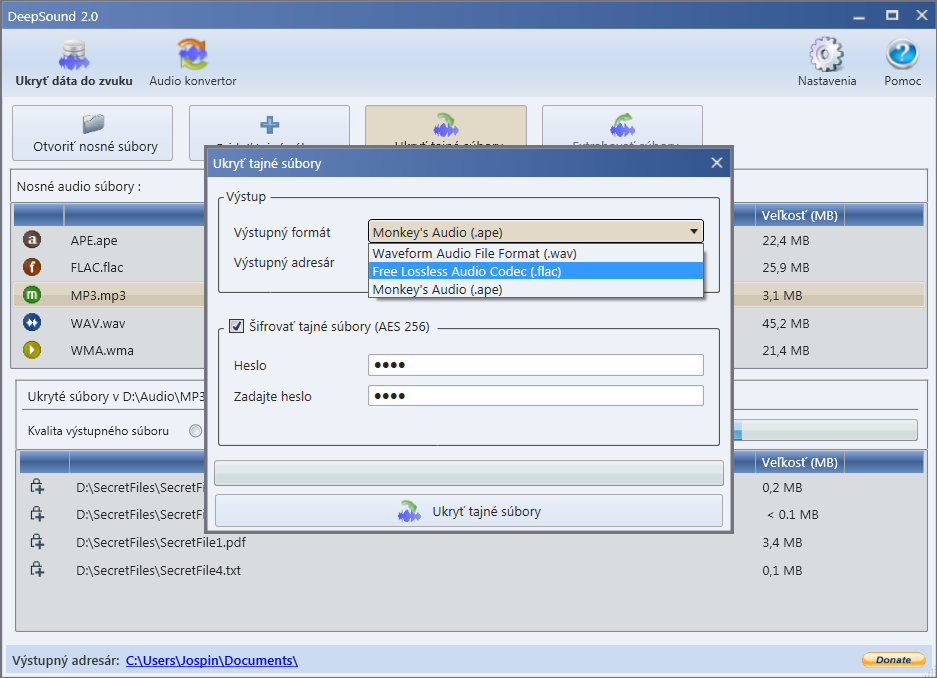 DeepSound 2.0
Ukryť dáta do zvuku
Audio konvertor
Nastavenia
Pomoc
Otvoriť nosné súbory
Ukryť tajné súbory
Extrahovať súbory
Ukryť tajné súbory
Nosné audio súbory :
Výstup
Veľkosť (MB)
Výstupný formát
Monkey's Audio (.ape)
a
APE.ape
22,4 MB
Waveform Audio File Format (.wav)
Výstupný adresár
Free Lossless Audio Codec (.flac)
f
FLAC.flac
25,9 MB
Monkey's Audio (.ape)
m
MP3.mp3
3,1 MB
WAV.wav
45,2 MB
Šifrovať tajné súbory (AES 256)
WMA.wma
21,4 MB
Heslo
Zadajte heslo
Ukryté súbory v D:\Audio\MP3
Kvalita výstupného súboru
Veľkosť (MB)
D:\SecretFiles\SecretFi
0,2 MB
D:\SecretFiles\SecretFi
< 0.1 MB
Ukryť tajné súbory
D:\SecretFiles\SecretFile1.pdf
3,4 MB
D:\SecretFiles\SecretFile4.txt
0,1 MB
Výstupný adresár: C:\Users\Jospin\Documents\
Donate